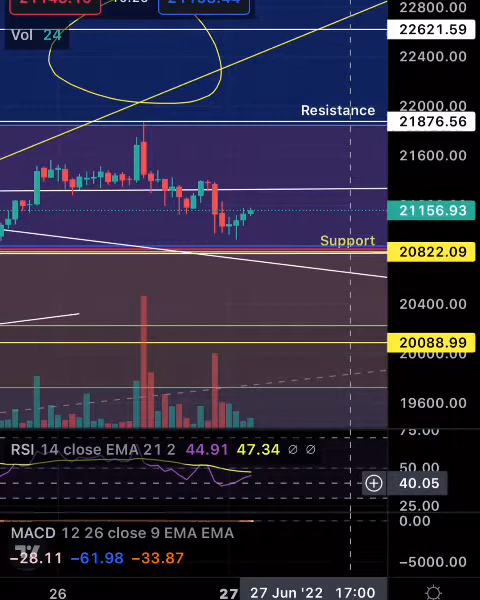 22800.00
Vol 24
22621.59
22400.00
22000.00
Resistance
21876.56
21600.00
21156.93
Support
20822.09
20400.00
20088.99
20000.00
19600.00
75.00
RSI 14 close EMA 21 2 44.91 47.34 ∅ ∅
50.00
40.05
25.00
0.00
MACD 12 26 close 9 EMA EMA
−28.11 −61.98 −33.87
−5000.00
26 27 27 Jun '22 17:00